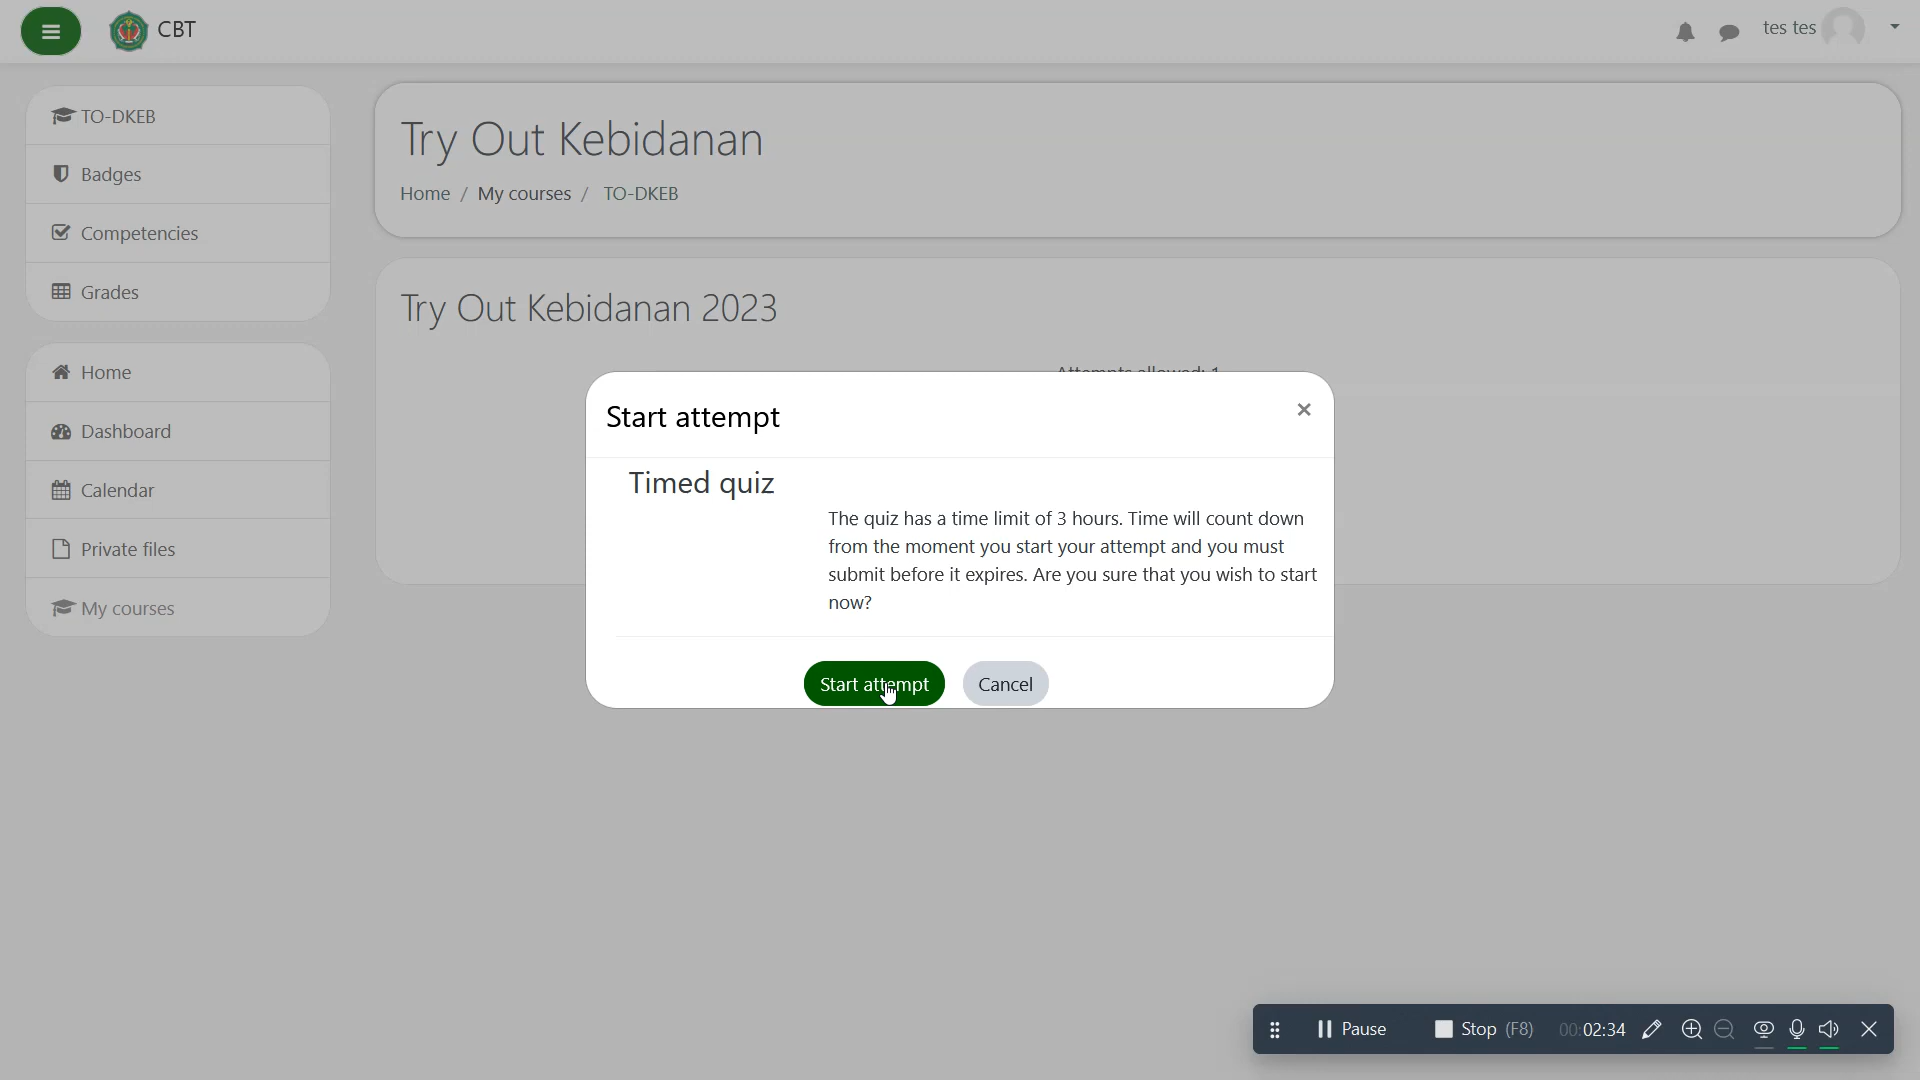 CBT
tes tes
TO-DKEB
Badges
Competencies
Grades
Home
Dashboard
Calendar
Private files
My courses
Try Out Kebidanan
Home / My courses / TO-DKEB
Try Out Kebidanan 2023
Attempts allowed: 1
Start attempt
×
Timed quiz
The quiz has a time limit of 3 hours. Time will count down
from the moment you start your attempt and you must
submit before it expires. Are you sure that you wish to start
now?
Start attempt
Cancel
Pause
Stop (F8)
00:02:34